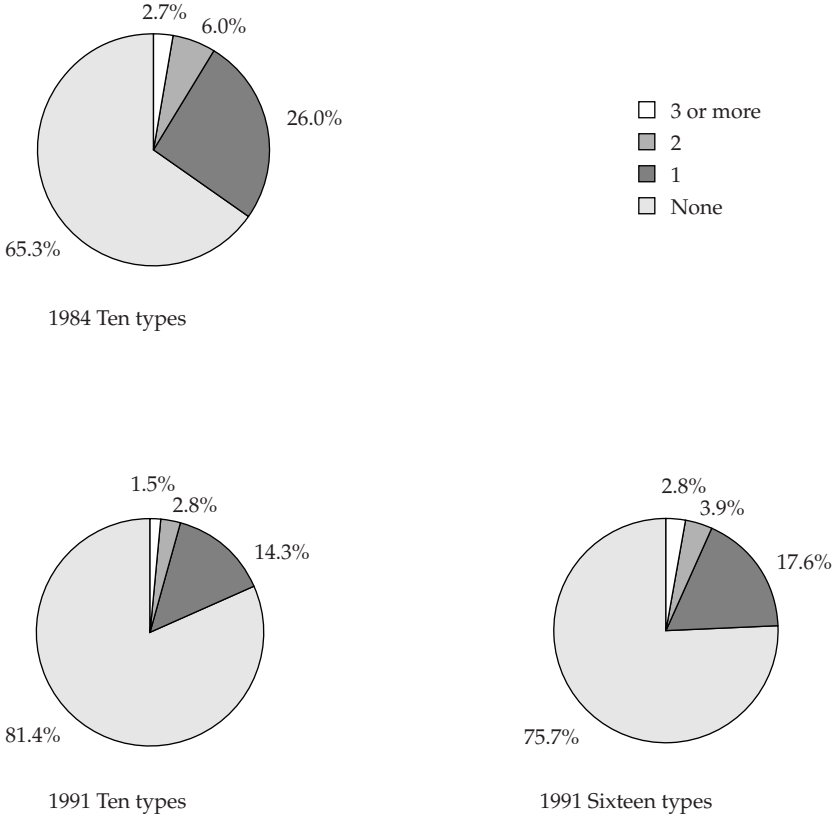 2.7%
6.0%
26.0%
65.3%
1984 Ten types
3 or more
2
1
None
1.5%
2.8%
14.3%
81.4%
1991 Ten types
2.8%
3.9%
17.6%
75.7%
1991 Sixteen types